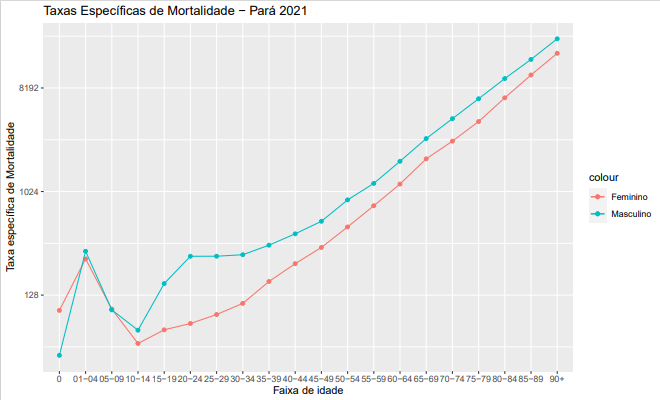 Taxas Específicas de Mortalidade − Pará 2021
Taxa específica de Mortalidade
8192
1024
128
0 01−04 05−09 10−14 15−19 20−24 25−29 30−34 35−39 40−44 45−49 50−54 55−59 60−64 65−69 70−74 75−79 80−84 85−89 90+
Faixa de idade
colour
Feminino
Masculino